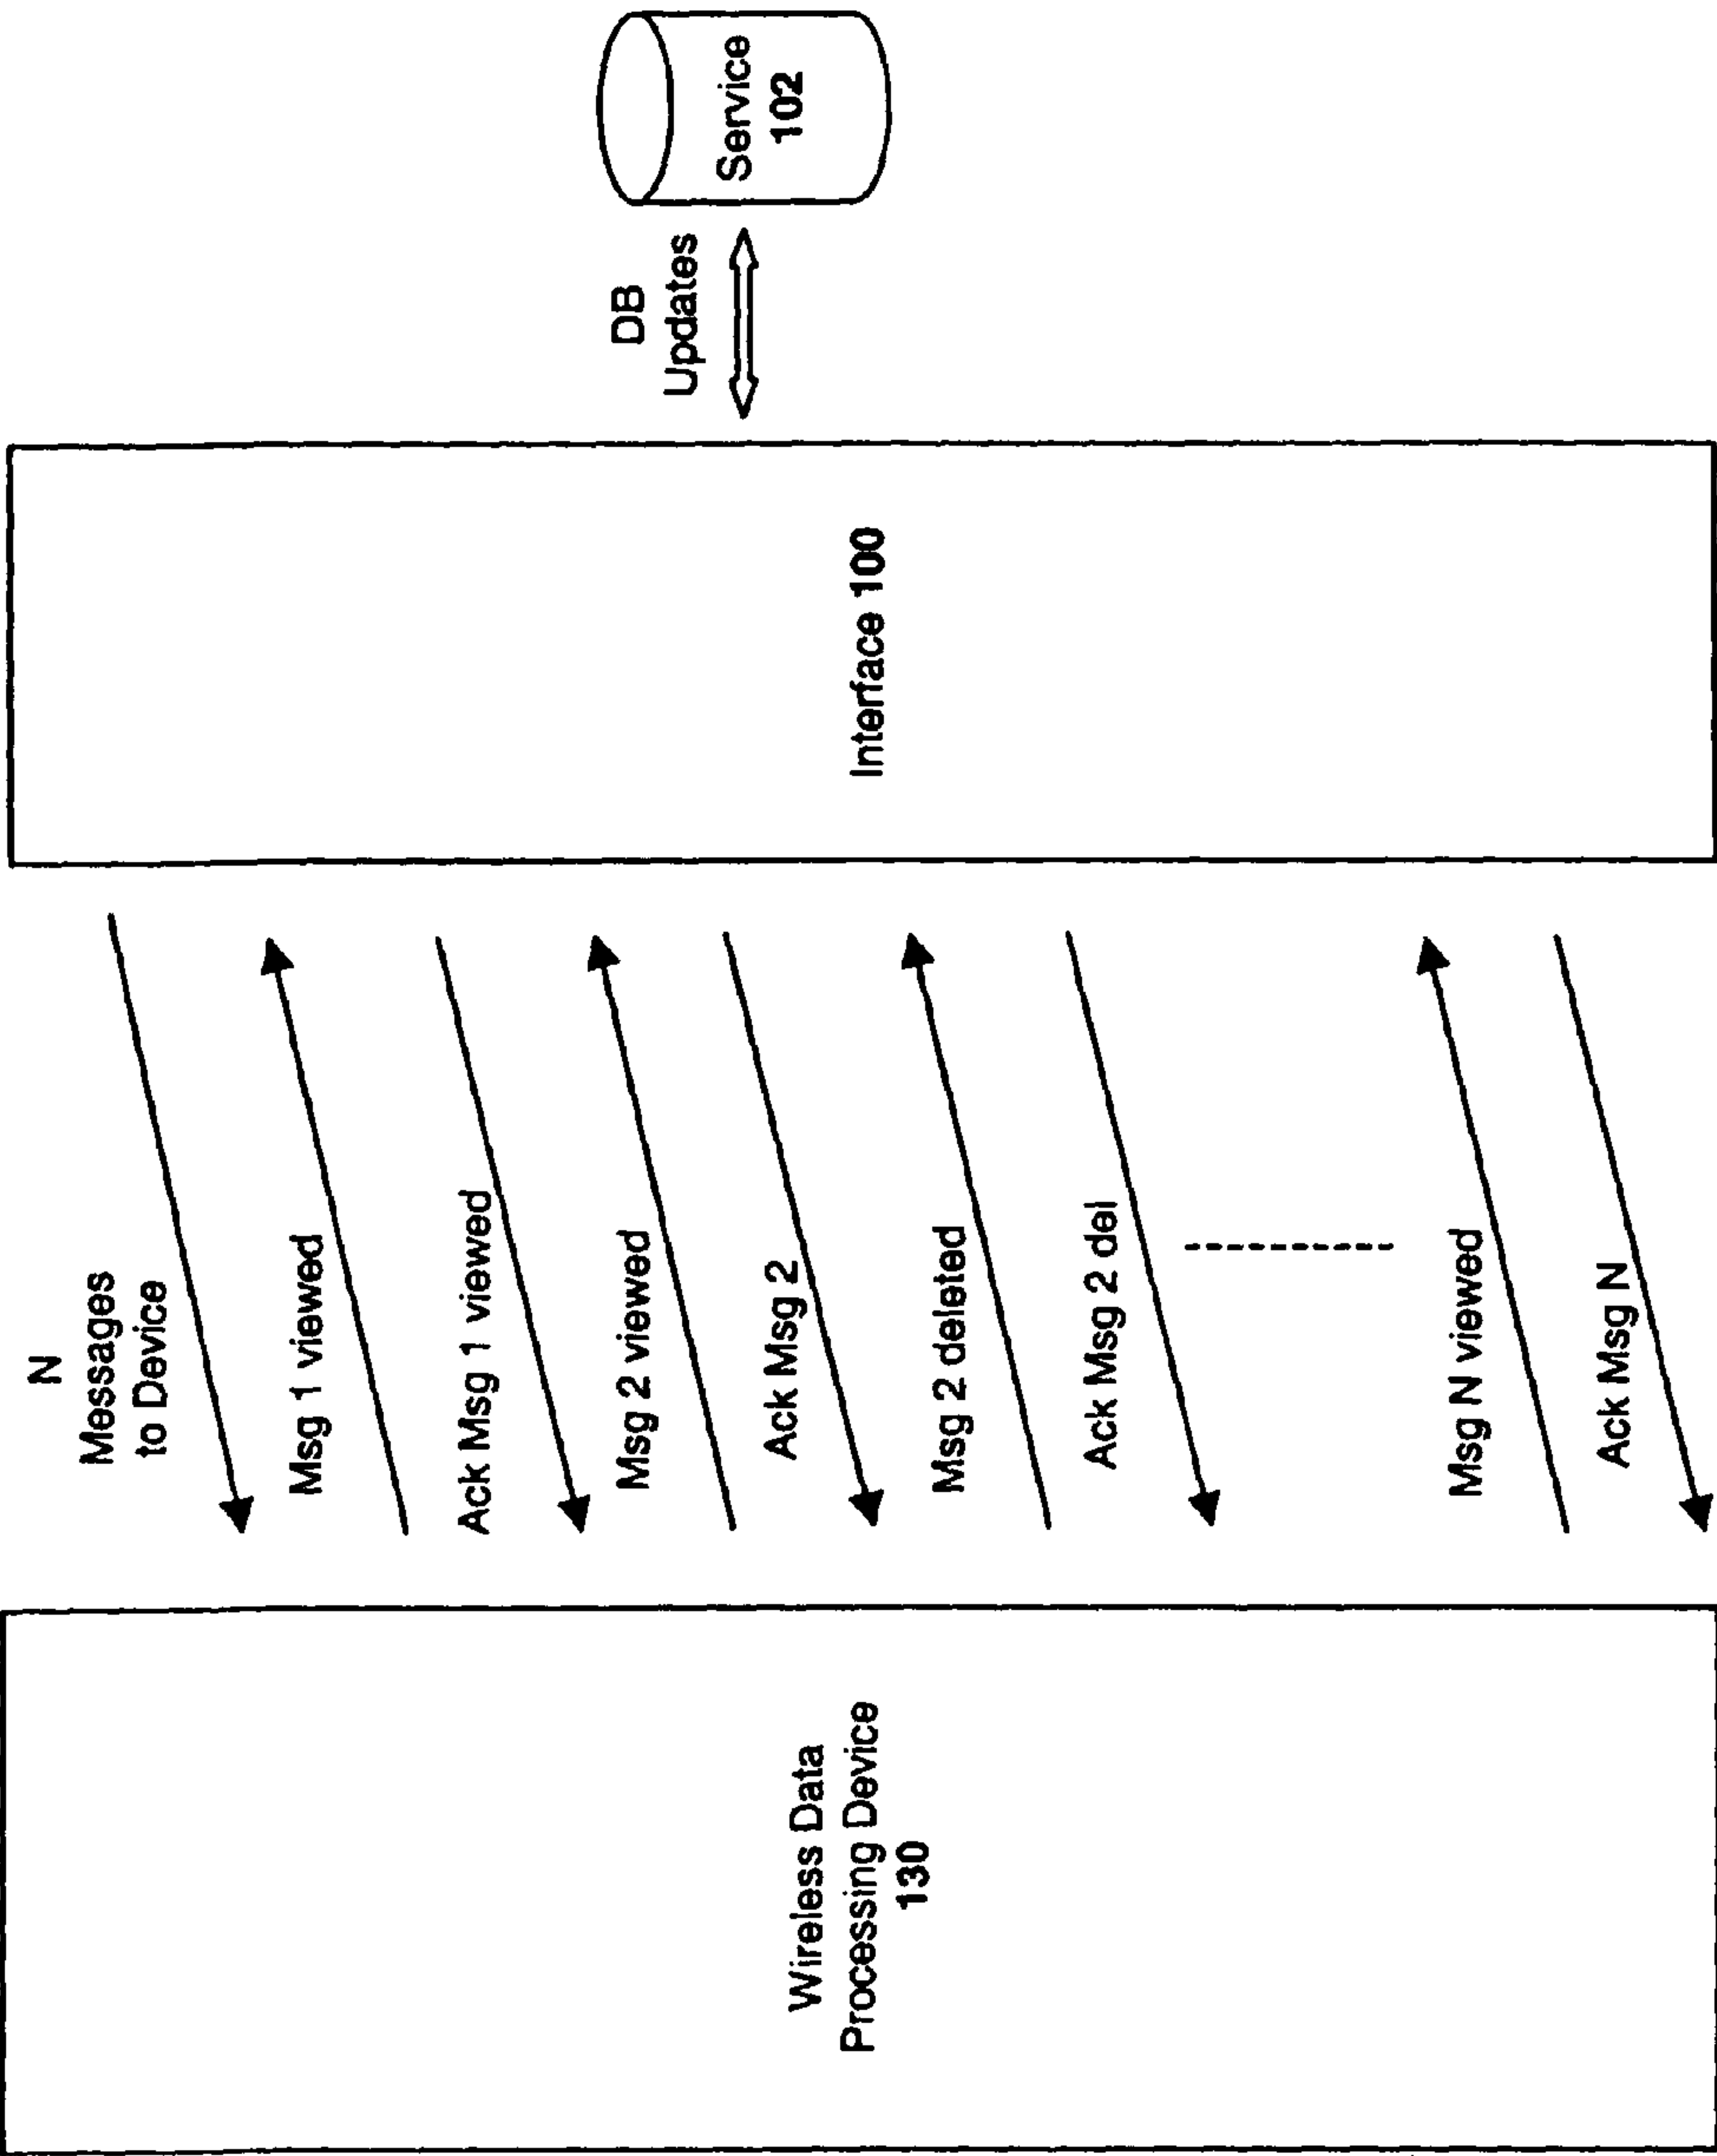 Wireless Data
Processing Device
130
N
Messages
to Device
Msg 1 viewed
Ack Msg 1 viewed
Msg 2 viewed
Ack Msg 2
Msg 2 deleted
Ack Msg 2 del
Msg N viewed
Ack Msg N
Interface 100
DB
Updates
Service
102